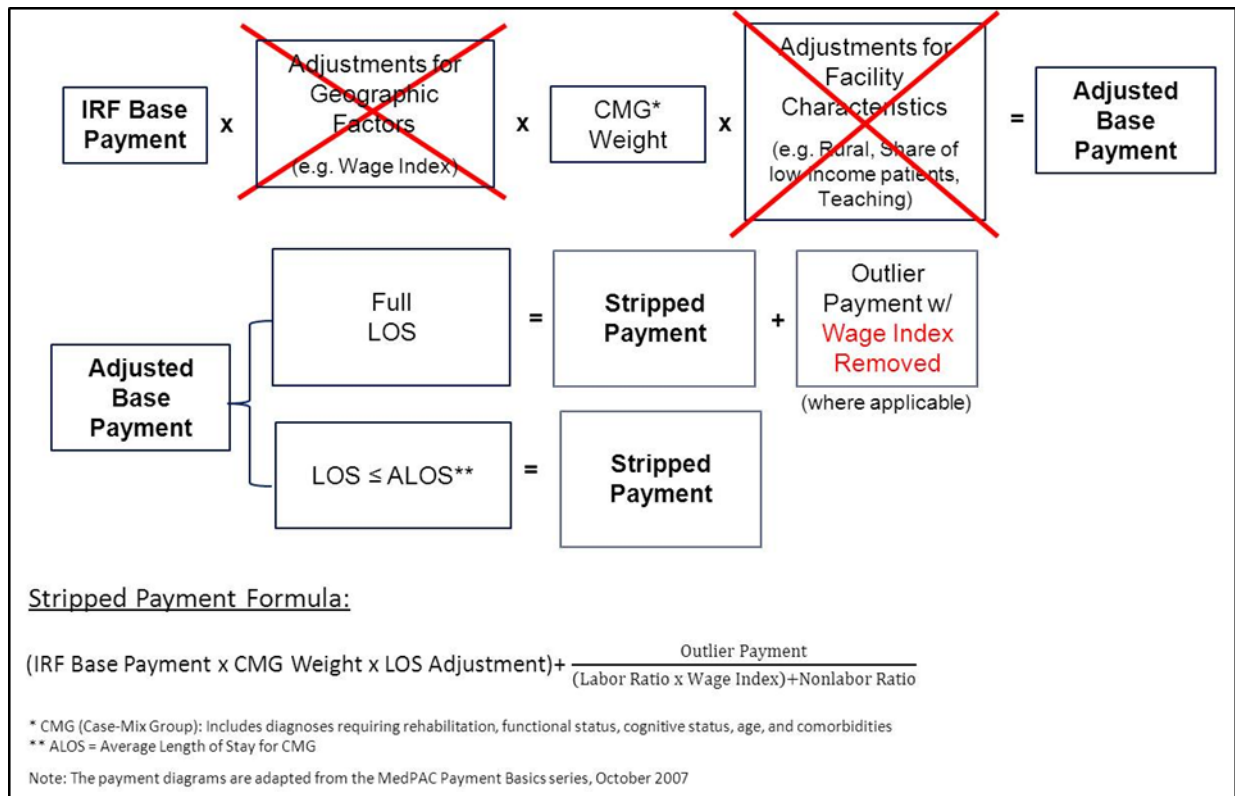 IRF Base
Payment
x
Adjustments for
Geographic
Factors
(e.g. Wage Index)
x
CMG*
Weight
x
Adjustments for
Facility
Characteristics
(e.g. Rural, Share of
low income patients,
Teaching)
=
Adjusted
Base
Payment
Adjusted
Base
Payment
Full
LOS
=
Stripped
Payment
+
Outlier
Payment w/
Wage Index
Removed
(where applicable)
LOS ≤ ALOS**
=
Stripped
Payment
Stripped Payment Formula:
(IRF Base Payment x CMG Weight x LOS Adjustment)+
Outlier Payment
(Labor Ratio x Wage Index)+Nonlabor Ratio
* CMG (Case-Mix Group): Includes diagnoses requiring rehabilitation, functional status, cognitive status, age, and comorbidities
** ALOS = Average Length of Stay for CMG
Note: The payment diagrams are adapted from the MedPAC Payment Basics series, October 2007